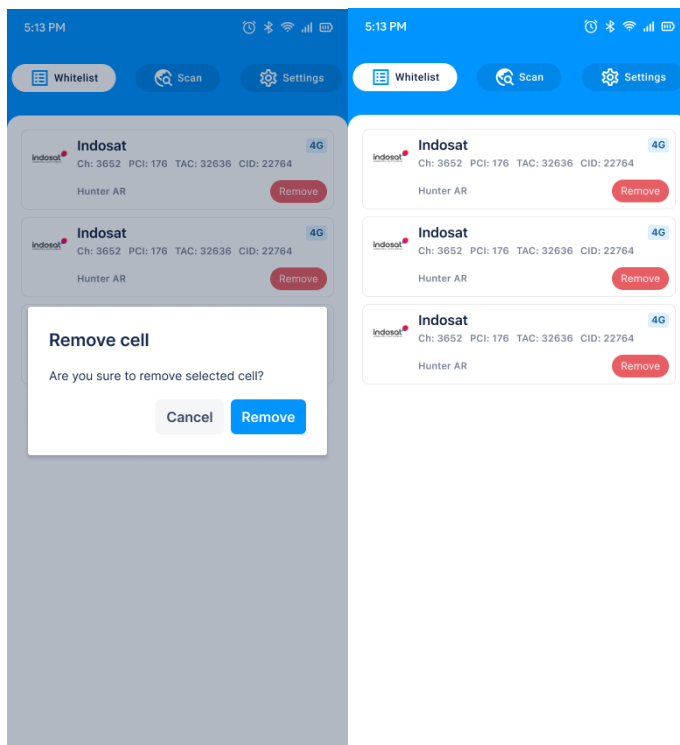 5:13 PM
Whitelist Scan Settings
indosat Indosat 4G
Ch: 3652 PCI: 176 TAC: 32636 CID: 22764
Hunter AR Remove
indosat Indosat 4G
Ch: 3652 PCI: 176 TAC: 32636 CID: 22764
Hunter AR Remove
Remove cell
Are you sure to remove selected cell?
Cancel Remove
5:13 PM
Whitelist Scan Settings
indosat Indosat 4G
Ch: 3652 PCI: 176 TAC: 32636 CID: 22764
Hunter AR Remove
indosat Indosat 4G
Ch: 3652 PCI: 176 TAC: 32636 CID: 22764
Hunter AR Remove
indosat Indosat 4G
Ch: 3652 PCI: 176 TAC: 32636 CID: 22764
Hunter AR Remove